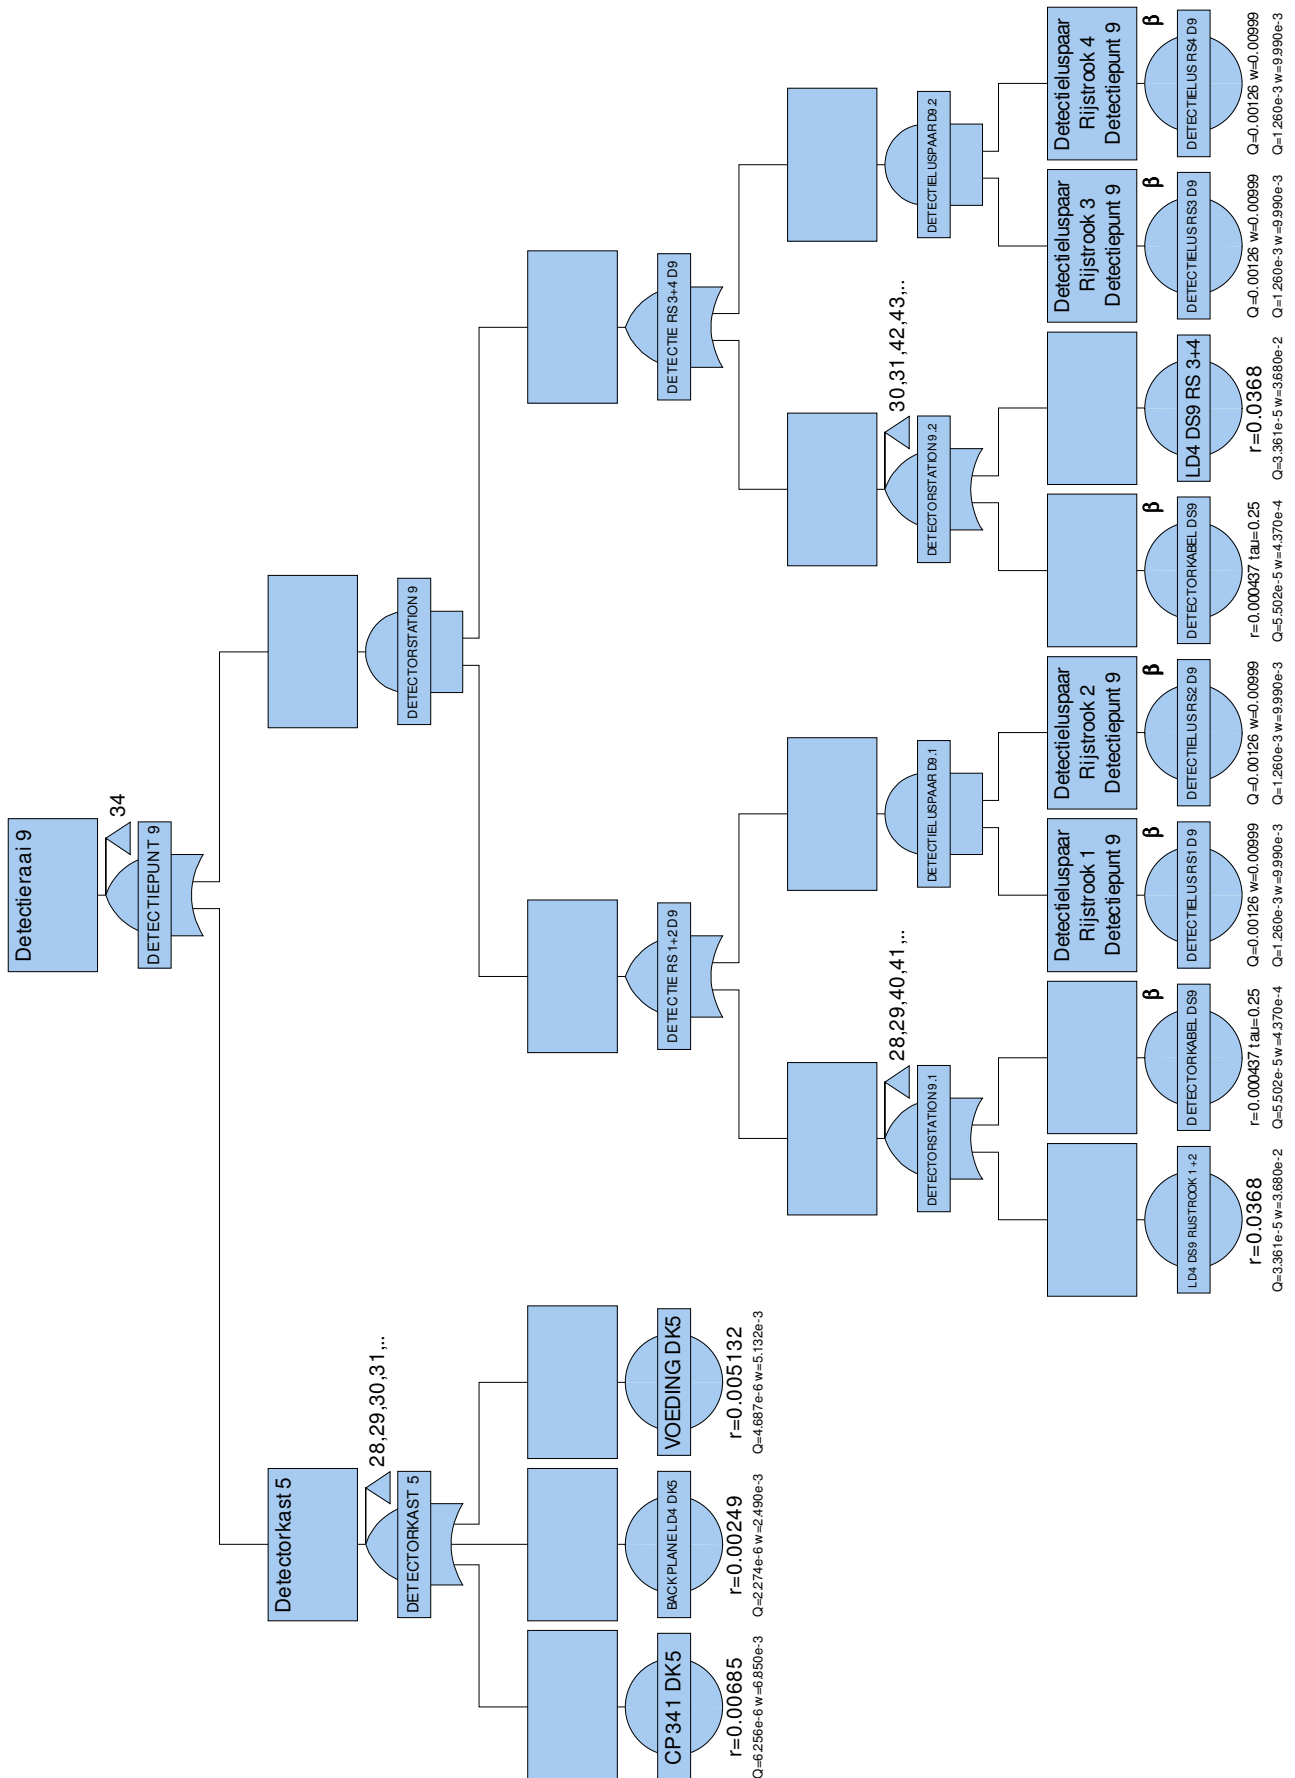 Detectieraai 9
34
DETECTIEPUNT 9
Detectorkast 5
28,29,30,31,..
DETECTORKAST 5
DETECTORSTATION 9
CP341 DK5
r=0.00685
Q=6.256e-6 w=6.850e-3
BACKPLANE LD4 DK5
r=0.00249
Q=2.274e-6 w=2.490e-3
VOEDING DK5
r=0.005132
Q=4.687e-6 w=5.132e-3
DETECTIE RS 1+2 D9
DETECTIE RS 3+4 D9
28,29,40,41,..
DETECTORSTATION 9.1
DETECTIELUSPAAR D9.1
30,31,42,43,..
DETECTORSTATION 9.2
DETECTIELUSPAAR D9.2
LD4 DS9 RIJSTROOK 1+2
r=0.0368
Q=3.361e-5 w=3.680e-2
β
DETECTORKABEL DS9
r=0.000437 tau=0.25
Q=5.502e-5 w=4.370e-4
Detectieluspaar
Rijstrook 1
Detectiepunt 9
β
DETECTIELUS RS1 D9
Q=0.00126 w=0.00999
Q=1.260e-3 w=9.990e-3
Detectieluspaar
Rijstrook 2
Detectiepunt 9
β
DETECTIELUS RS2 D9
Q=0.00126 w=0.00999
Q=1.260e-3 w=9.990e-3
β
DETECTORKABEL DS9
r=0.000437 tau=0.25
Q=5.502e-5 w=4.370e-4
LD4 DS9 RS 3+4
r=0.0368
Q=3.361e-5 w=3.680e-2
Detectieluspaar
Rijstrook 3
Detectiepunt 9
β
DETECTIELUS RS3 D9
Q=0.00126 w=0.00999
Q=1.260e-3 w=9.990e-3
Detectieluspaar
Rijstrook 4
Detectiepunt 9
β
DETECTIELUS RS4 D9
Q=0.00126 w=0.00999
Q=1.260e-3 w=9.990e-3